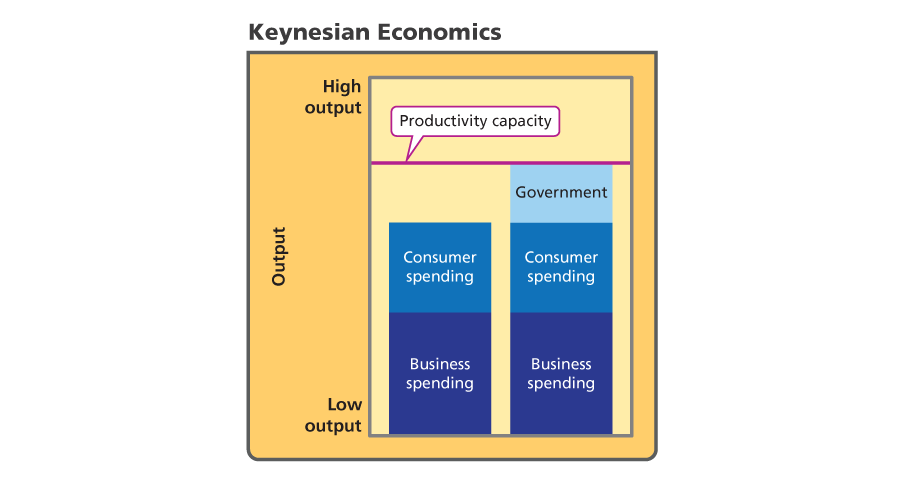 Keynesian Economics
High
output
Productivity capacity
Government
Output
Consumer
spending
Consumer
spending
Business
spending
Business
spending
Low
output